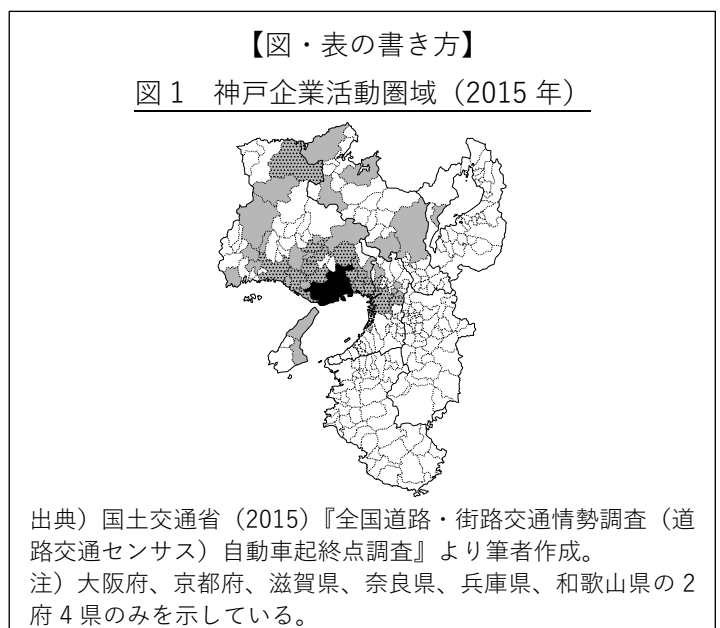 【図・表の書き方】
図１　神戸企業活動圏域（2015 年）
出典）国土交通省（2015）『全国道路・街路交通情勢調査（道
路交通センサス）自動車起終点調査』より筆者作成。
注）大阪府、京都府、滋賀県、奈良県、兵庫県、和歌山県の 2
府 4 県のみを示している。